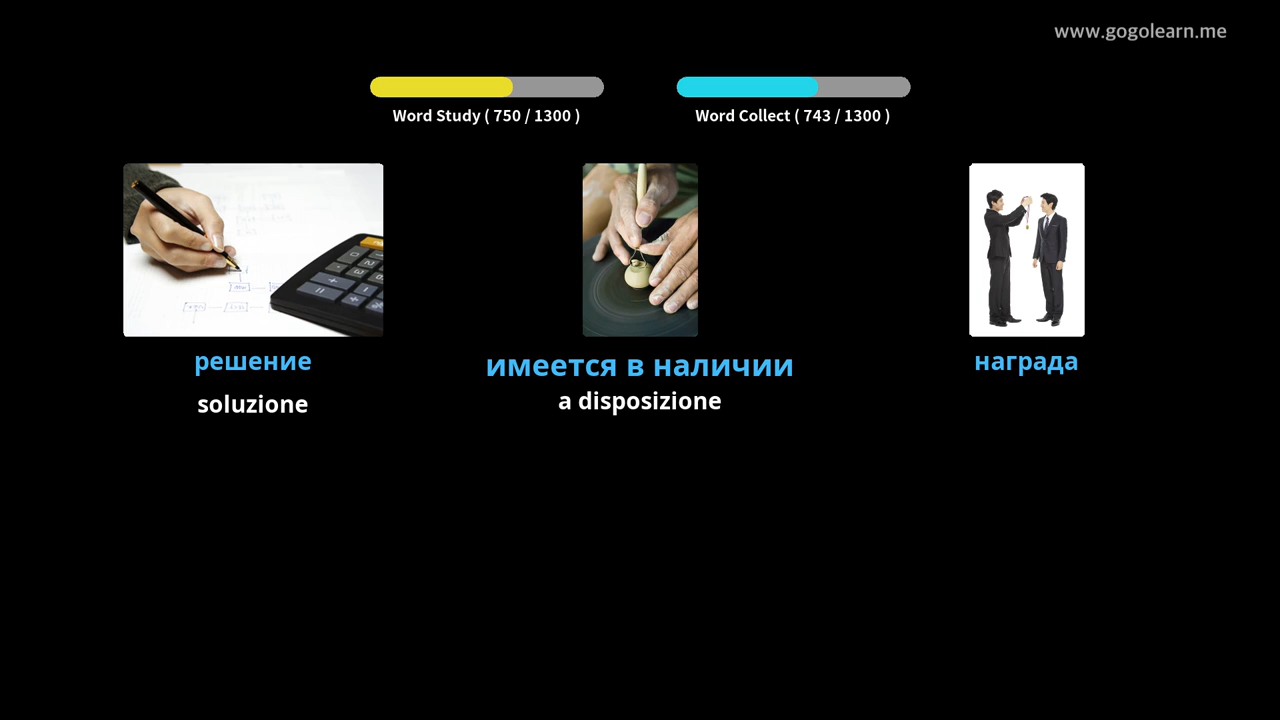 www.gogolearn.me
Word Study ( 750 / 1300 )
Word Collect ( 743 / 1300 )
решение
soluzione
имеется в наличии
a disposizione
награда